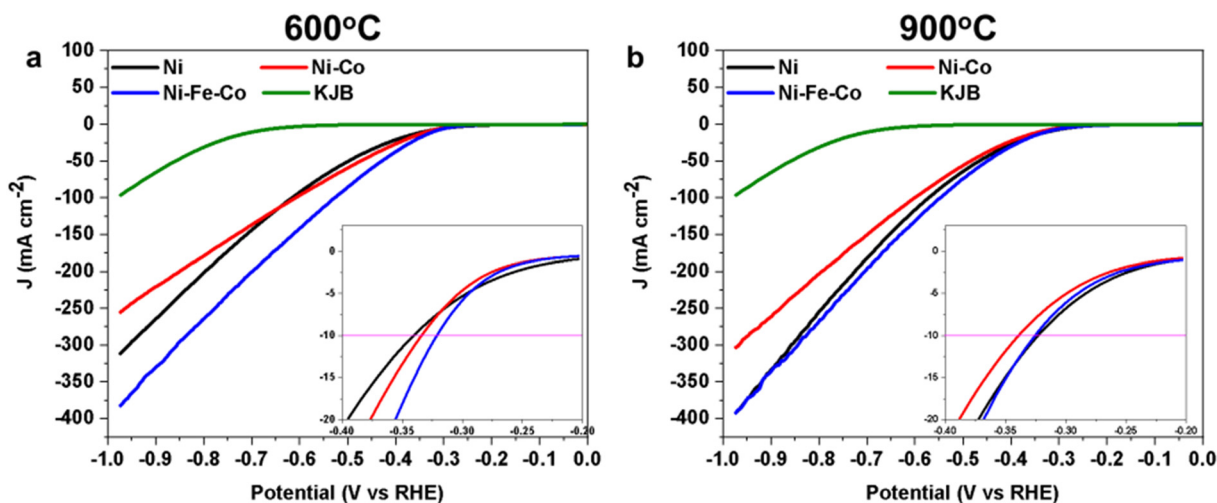 600°C
a
Ni
Ni-Co
Ni-Fe-Co
KJB
100
50
0
-50
-100
-150
-200
-250
-300
-350
-400
J (mA cm-2)
-1.0 -0.9 -0.8 -0.7 -0.6 -0.5 -0.4 -0.3 -0.2 -0.1 0.0
Potential (V vs RHE)
0
-5
-10
-15
-20
-0.40 -0.35 -0.30 -0.25 -0.20
900°C
b
Ni
Ni-Co
Ni-Fe-Co
KJB
100
50
0
-50
-100
-150
-200
-250
-300
-350
-400
J (mA cm-2)
-1.0 -0.9 -0.8 -0.7 -0.6 -0.5 -0.4 -0.3 -0.2 -0.1 0.0
Potential (V vs RHE)
0
-5
-10
-15
-20
-0.40 -0.35 -0.30 -0.25 -0.20